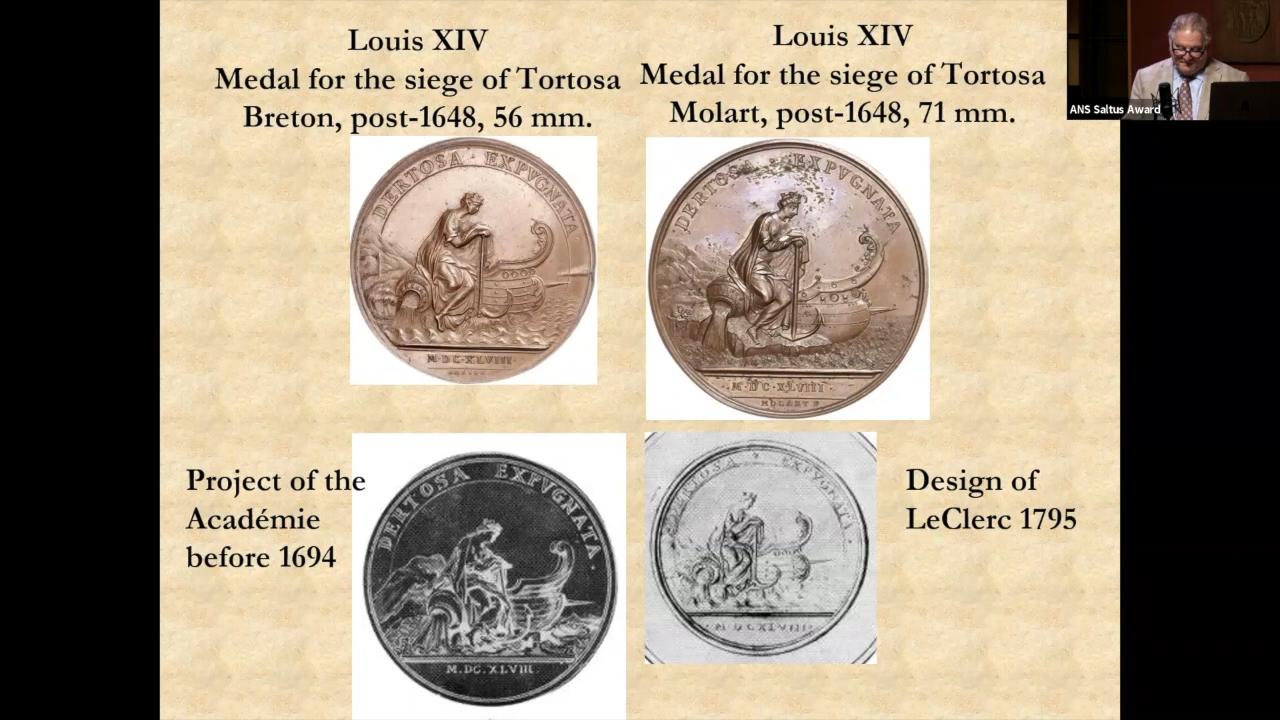 Louis XIV
Medal for the siege of Tortosa
Breton, post-1648, 56 mm.
Louis XIV
Medal for the siege of Tortosa
Molart, post-1648, 71 mm.
ANS Saltus Award
DERTOSA · EXPVGNATA
M·DC·XLVIII·
DERTOSA · EXPVGNATA
M·DC·XLVIII·
MOLART F
Project of the
Académie
before 1694
DERTOSA EXPVGNATA.
M.DC.XLVIII.
Design of
LeClerc 1795
EXPVGNATA.
M DCXLVIII